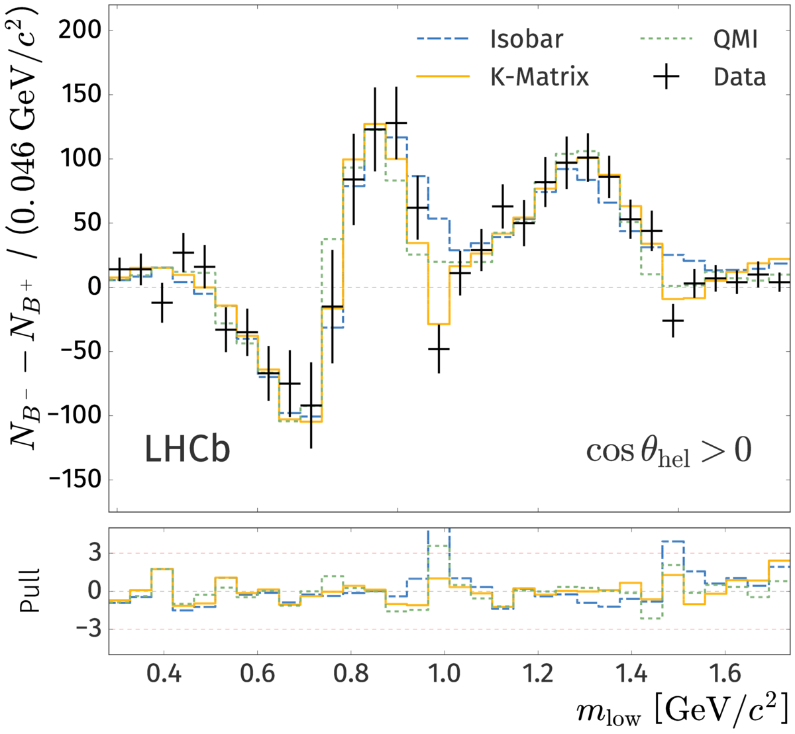 N_{B^-} − N_{B^+} / (0.046 GeV/c²)
200
150
100
50
0
−50
−100
−150
Isobar
K-Matrix
QMI
Data
LHCb
cos θ_hel > 0
Pull
3
0
−3
0.4 0.6 0.8 1.0 1.2 1.4 1.6
m_low [GeV/c²]